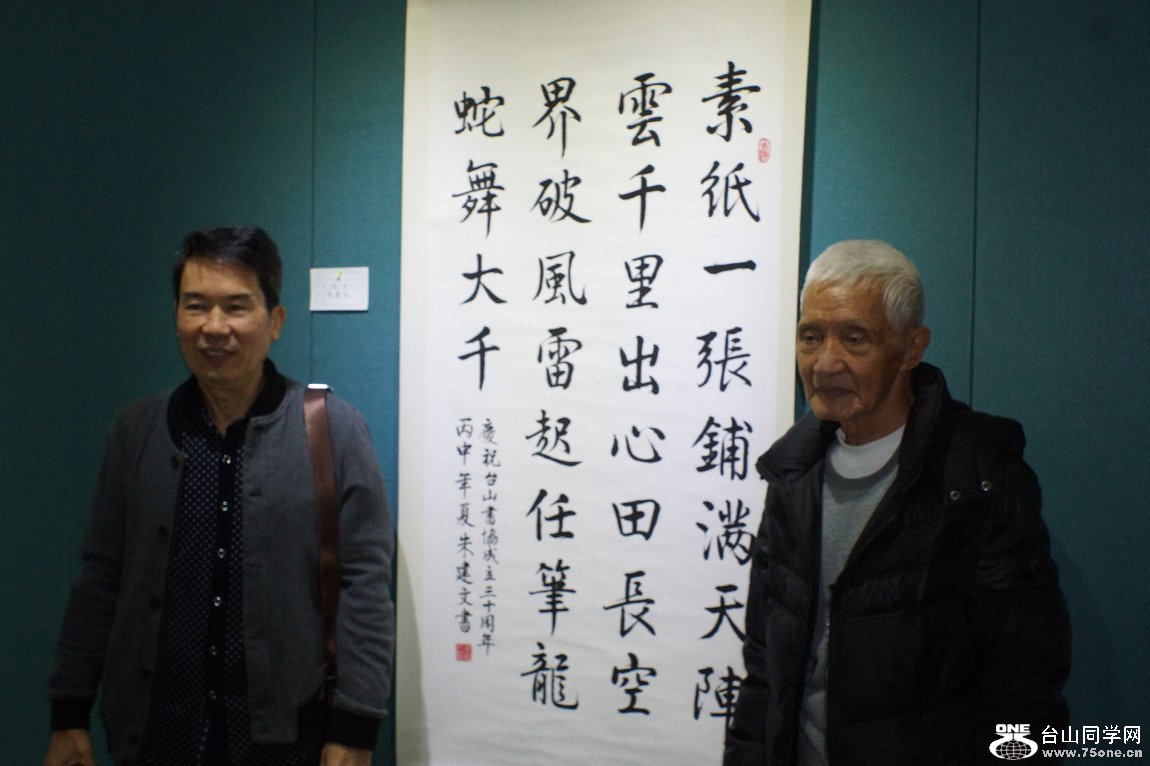 素紙一張鋪滿天陣
雲千里出心田長空
界破風雷起任筆龍
蛇舞大千
慶祝台山書協成立三十周年
丙申年夏朱建文書
ONE
台山同学网
www.75one.cn